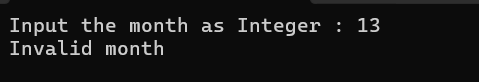 Input the month as Integer : 13
Invalid month